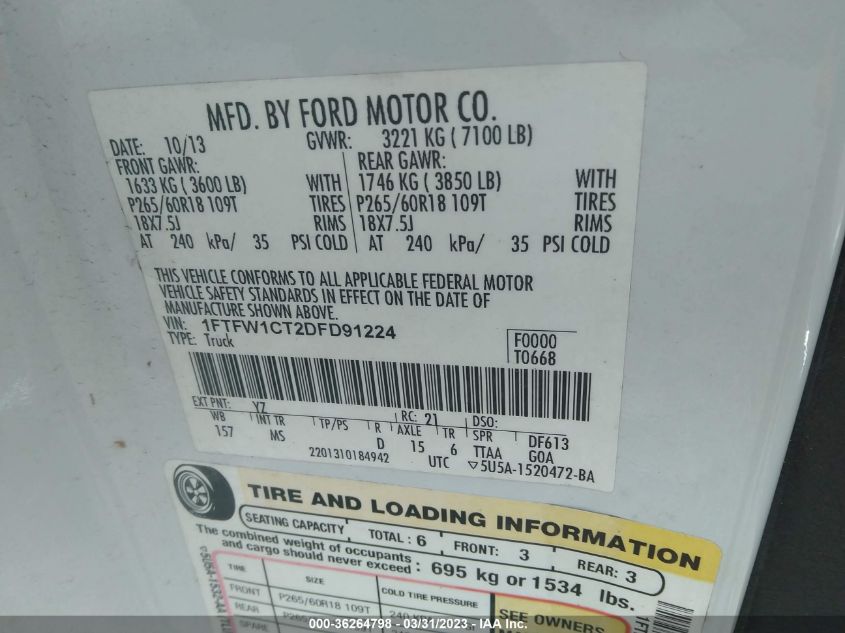 MFD. BY FORD MOTOR CO.
DATE: 10/13 GVWR: 3221 KG ( 7100 LB)
FRONT GAWR: REAR GAWR:
1633 KG ( 3600 LB) WITH 1746 KG ( 3850 LB) WITH
P265/60R18 109T TIRES P265/60R18 109T TIRES
18X7.5J RIMS 18X7.5J RIMS
AT 240 kPa/ 35 PSI COLD AT 240 kPa/ 35 PSI COLD
THIS VEHICLE CONFORMS TO ALL APPLICABLE FEDERAL MOTOR
VEHICLE SAFETY STANDARDS IN EFFECT ON THE DATE OF
MANUFACTURE SHOWN ABOVE.
VIN: 1FTFW1CT2DFD91224
TYPE: Truck
F0000
T0668
EXT PNT: YZ RC: 21 DSO:
WB INT TR TP/PS R AXLE TR SPR DF613
157 MS D 15 6 TTAA GOA
2201310184942 UTC ▽5U5A-1520472-BA
TIRE AND LOADING INFORMATION
SEATING CAPACITY TOTAL : 6 FRONT: 3 REAR: 3
The combined weight of occupants
and cargo should never exceed : 695 kg or 1534 lbs.
TIRE SIZE COLD TIRE PRESSURE
FRONT P265/60R18 109T SEE OWNERS
REAR
SPARE
000-36264798 - 03/31/2023 - IAA Inc.